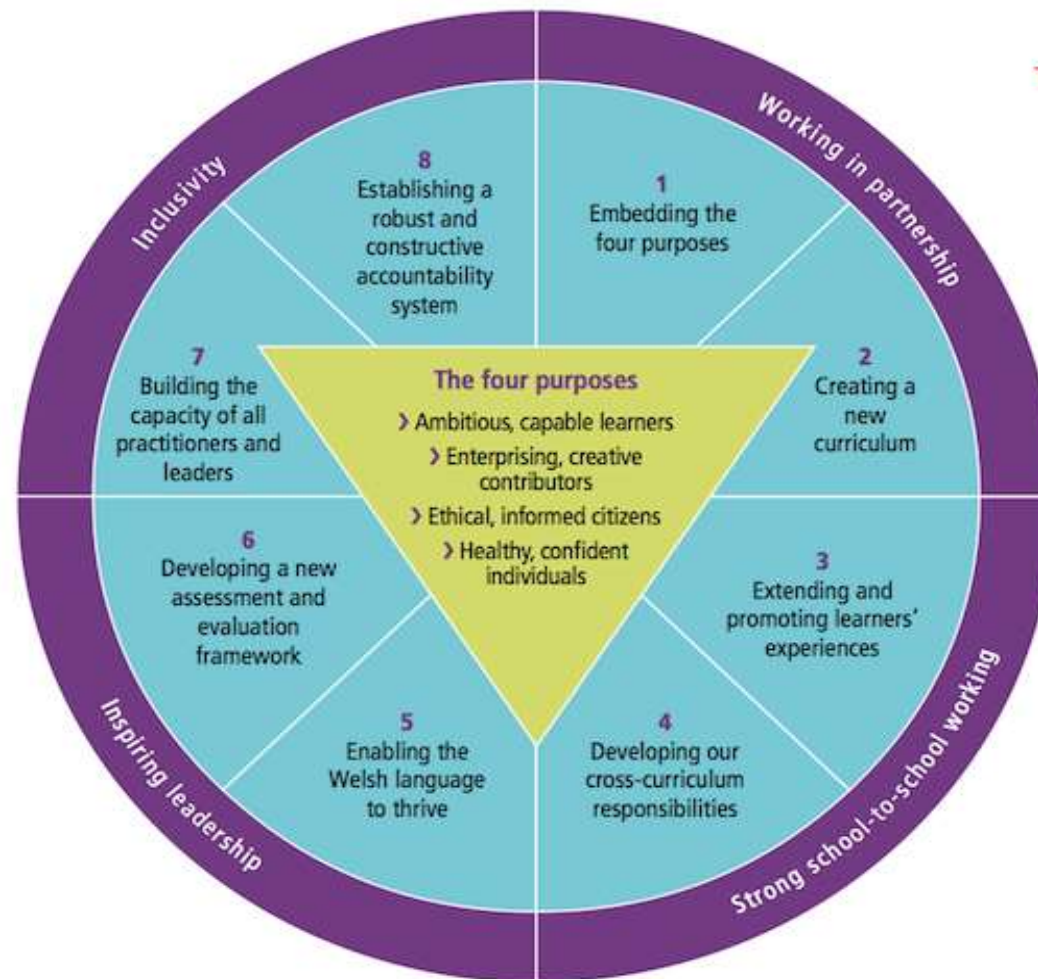 Inclusivity
Working in partnership
8
Establishing a
robust and
constructive
accountability
system
1
Embedding the
four purposes
7
Building the
capacity of all
practitioners and
leaders
The four purposes
❯ Ambitious, capable learners
❯ Enterprising, creative
contributors
❯ Ethical, informed citizens
❯ Healthy, confident
individuals
2
Creating a
new
curriculum
6
Developing a new
assessment and
evaluation
framework
3
Extending and
promoting learners’
experiences
5
Enabling the
Welsh language
to thrive
4
Developing our
cross-curriculum
responsibilities
Inspiring leadership
Strong school-to-school working